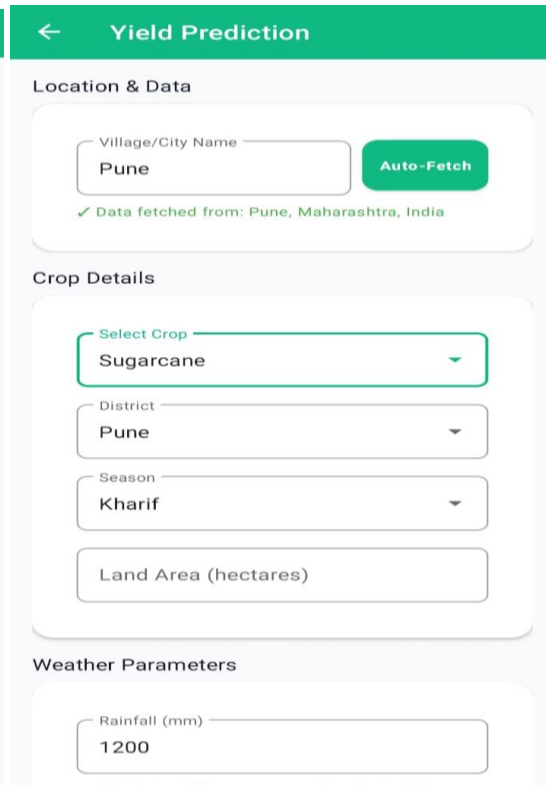 Yield Prediction
Location & Data
Village/City Name
Pune
Auto-Fetch
✓ Data fetched from: Pune, Maharashtra, India
Crop Details
Select Crop
Sugarcane
District
Pune
Season
Kharif
Land Area (hectares)
Weather Parameters
Rainfall (mm)
1200